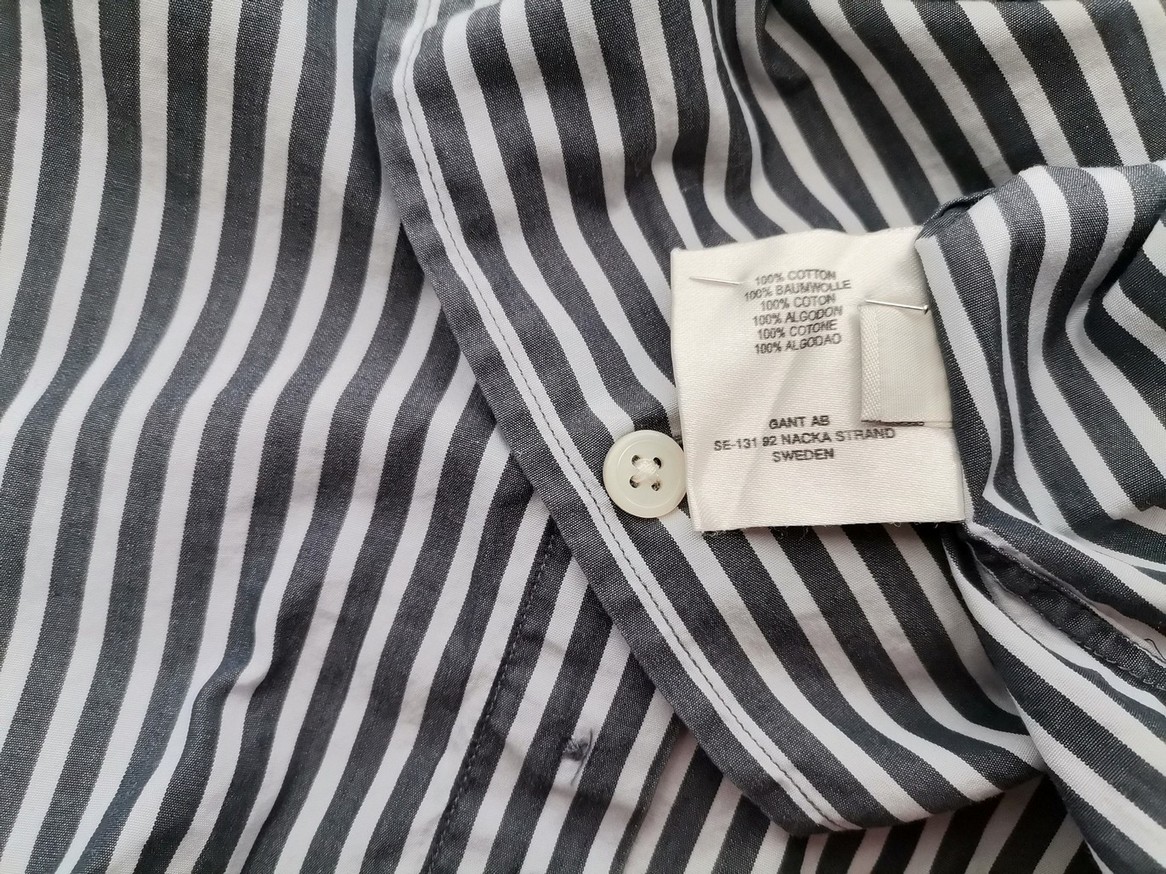 100% COTTON
100% BAUMWOLLE
100% COTON
100% ALGODON
100% COTONE
100% ALGODAO
GANT AB
SE-131 92 NACKA STRAND
SWEDEN